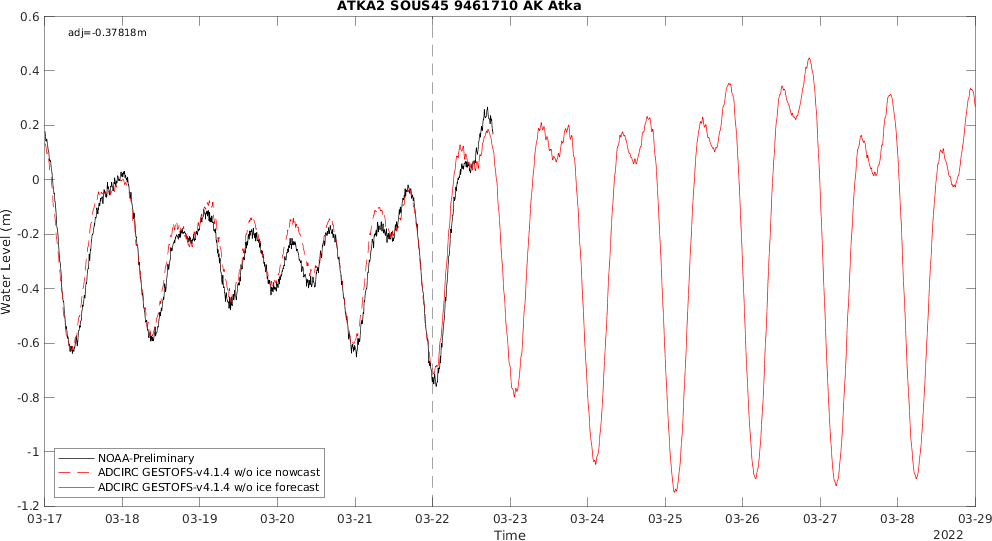 ATKA2 SOUS45 9461710 AK Atka
adj=-0.37818m
0.6
0.4
0.2
0
-0.2
-0.4
-0.6
-0.8
-1
-1.2
Water Level (m)
NOAA-Preliminary
ADCIRC GESTOFS-v4.1.4 w/o ice nowcast
ADCIRC GESTOFS-v4.1.4 w/o ice forecast
03-17 03-18 03-19 03-20 03-21 03-22 03-23 03-24 03-25 03-26 03-27 03-28 03-29
Time
2022